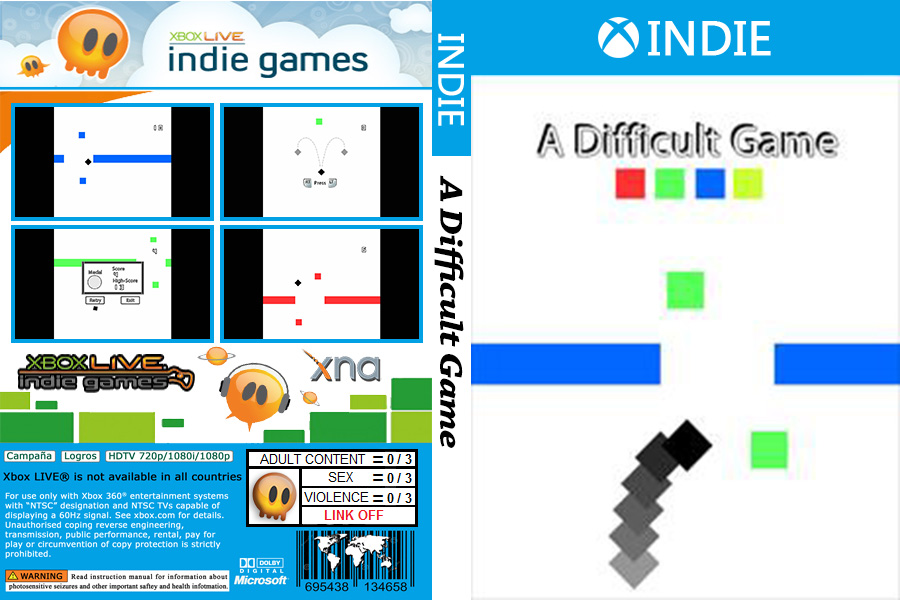 XBOX LIVE
indie games
Press
Medal
Score
High-Score
Retry
Exit
XBOX LIVE
indie games
xna
Campaña
Logros
HDTV 720p/1080i/1080p
Xbox LIVE® is not available in all countries
For use only with Xbox 360® entertainment systems
with "NTSC" designation and NTSC TVs capable of
displaying a 60Hz signal. See xbox.com for details.
Unauthorised coping reverse engineering,
transmission, public performance, rental, pay for
play or circumvention of copy protection is strictly
prohibited.
WARNING Read instruction manual for information about
photosensitive seizures and other important saftey and health infotmation.
ADULT CONTENT = 0 / 3
SEX = 0 / 3
VIOLENCE = 0 / 3
LINK OFF
DOLBY
DIGITAL
Microsoft
695438 134658
INDIE
A Difficult Game
INDIE
A Difficult Game